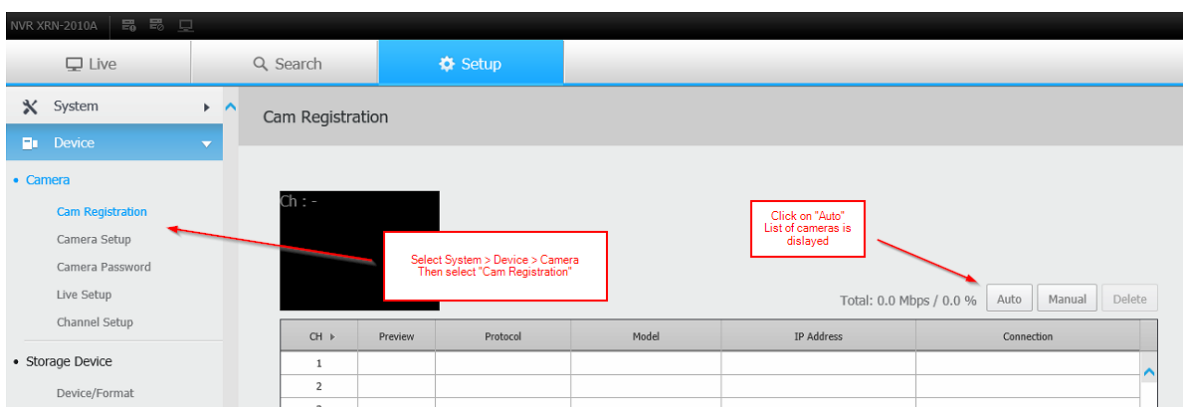 NVR XRN-2010A
Live
Search
Setup
System
Device
Camera
Cam Registration
Camera Setup
Camera Password
Live Setup
Channel Setup
Storage Device
Device/Format
Cam Registration
Ch : -
Select System > Device > Camera
Then select "Cam Registration"
Click on "Auto"
List of cameras is
dislayed
Total: 0.0 Mbps / 0.0 % Auto Manual Delete
CH Preview Protocol Model IP Address Connection
1
2